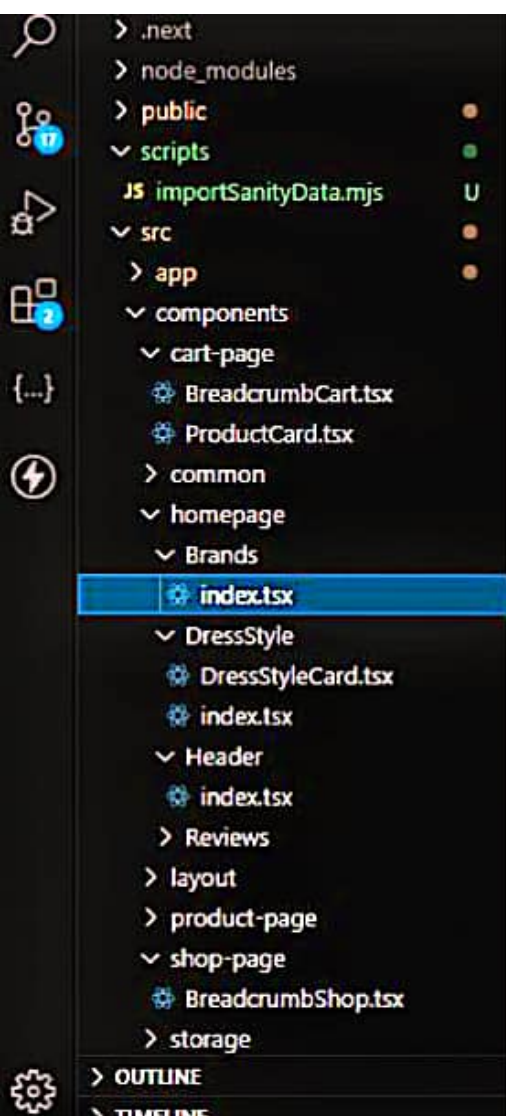 .next
node_modules
public
scripts
JS importSanityData.mjs U
src
app
components
cart-page
BreadcrumbCart.tsx
ProductCard.tsx
common
homepage
Brands
index.tsx
DressStyle
DressStyleCard.tsx
index.tsx
Header
index.tsx
Reviews
layout
product-page
shop-page
BreadcrumbShop.tsx
storage
OUTLINE
TIMELINE
17
2
{...}